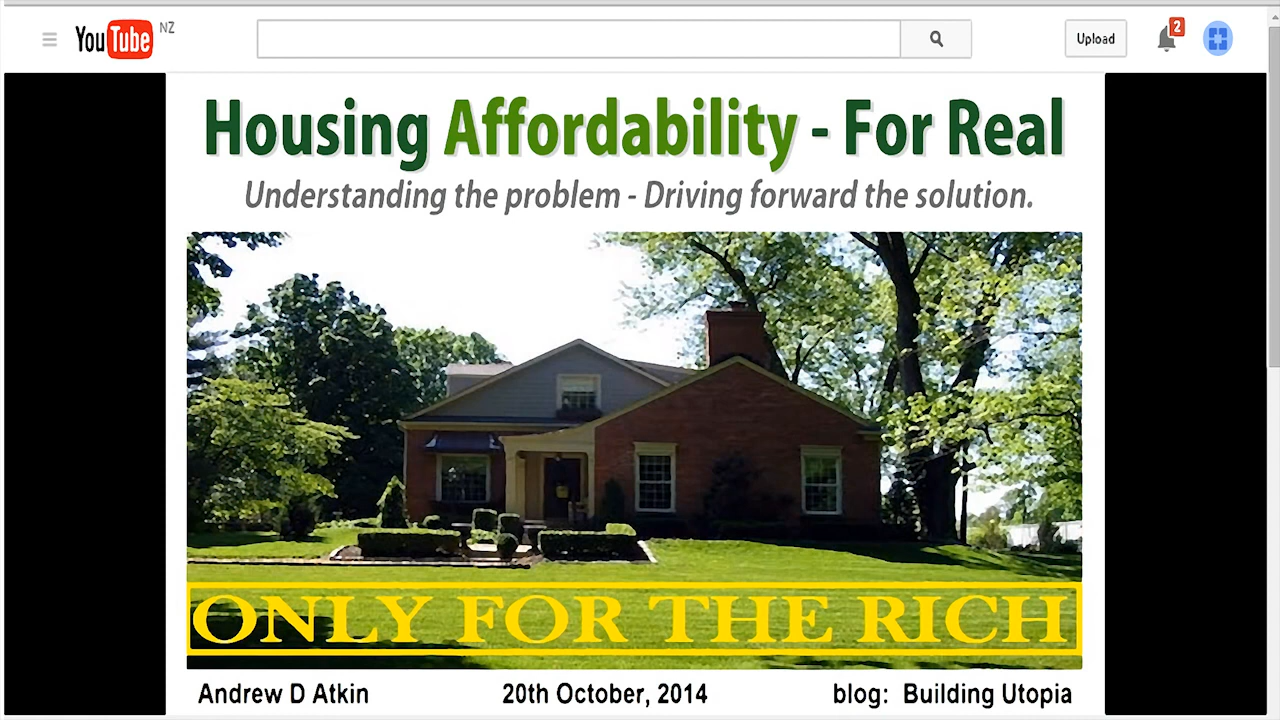 YouTube NZ
Upload
2
Housing Affordability - For Real
Understanding the problem - Driving forward the solution.
ONLY FOR THE RICH
Andrew D Atkin 20th October, 2014 blog: Building Utopia